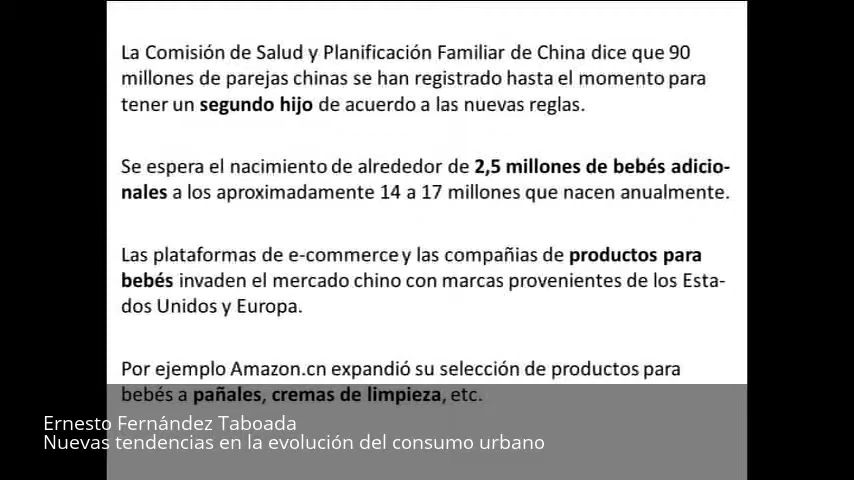 La Comisión de Salud y Planificación Familiar de China dice que 90
millones de parejas chinas se han registrado hasta el momento para
tener un segundo hijo de acuerdo a las nuevas reglas.
Se espera el nacimiento de alrededor de 2,5 millones de bebés adicio-
nales a los aproximadamente 14 a 17 millones que nacen anualmente.
Las plataformas de e-commerce y las compañias de productos para
bebés invaden el mercado chino con marcas provenientes de los Esta-
dos Unidos y Europa.
Por ejemplo Amazon.cn expandió su selección de productos para
bebés a pañales, cremas de limpieza, etc.
Ernesto Fernández Taboada
Nuevas tendencias en la evolución del consumo urbano